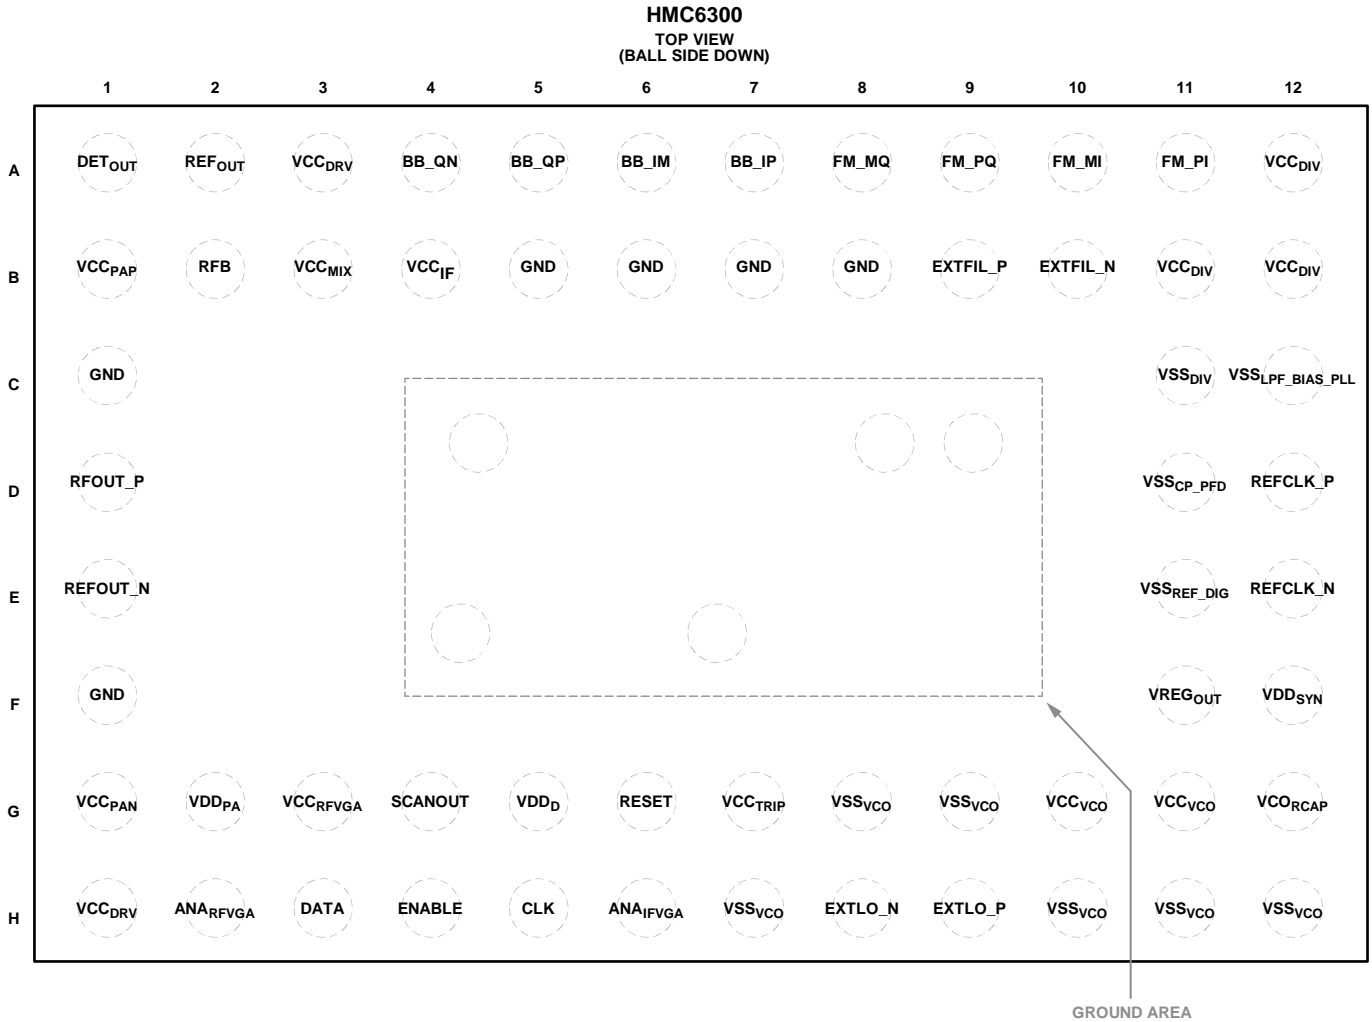 HMC6300
TOP VIEW
(BALL SIDE DOWN)
1 2 3 4 5 6 7 8 9 10 11 12
A DETOUT REFOUT VCCDRV BB_QN BB_QP BB_IM BB_IP FM_MQ FM_PQ FM_MI FM_PI VCCDIV
B VCCPAP RFB VCCMIX VCCIF GND GND GND GND EXTFIL_P EXTFIL_N VCCDIV VCCDIV
C GND VSSDIV VSSLPF_BIAS_PLL
D RFOUT_P VSSCP_PFD REFCLK_P
E REFOUT_N VSSREF_DIG REFCLK_N
F GND VREGOUT VDDSYN
G VCCPAN VDDPA VCCRFVGA SCANOUT VDDD RESET VCCTRIP VSSVCO VSSVCO VCCVCO VCCVCO VCORCAP
H VCCDRV ANARFVGA DATA ENABLE CLK ANAIFVGA VSSVCO EXTLO_N EXTLO_P VSSVCO VSSVCO VSSVCO
GROUND AREA